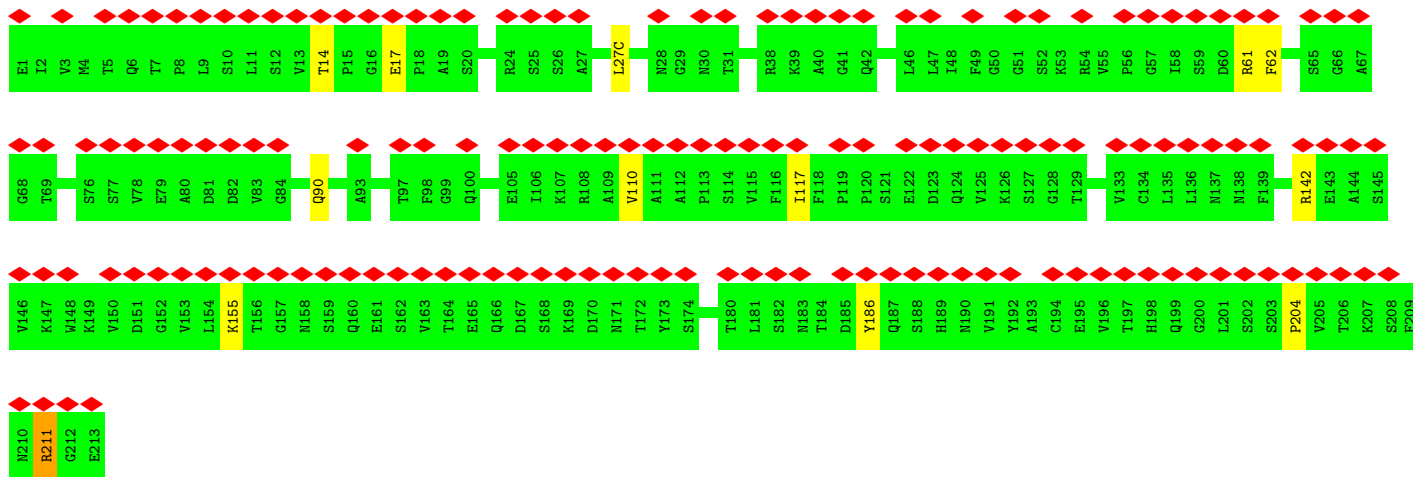 E1 I2 V3 M4 T5 Q6 T7 P8 L9 S10 L11 S12 V13 T14 P15 G16 E17 P18 A19 S20 R24 S25 S26 S26 A27 L27C N28 G29 N30 T31 R38 K39 A40 G41 Q42 L46 L47 I48 F49 G50 G51 S52 K53 R54 V55 P56 G57 I58 S59 D60 R61 F62 S65 G66 A67
G68 T69 S76 S77 V78 E79 A80 D81 D82 V83 G84 Q90 A93 T97 F98 G99 Q100 E105 I106 K107 R108 A109 V110 A111 A112 P113 S114 V115 F116 I117 F118 P119 P120 S121 E122 D123 Q124 V125 K126 S127 G128 T129 V133 C134 L135 L136 N137 N138 F139 R142 E143 A144 S145
V146 K147 W148 K149 V150 D151 G152 V153 L154 K155 T156 G157 N158 S159 Q160 E161 S162 V163 T164 E165 Q166 D167 S168 K169 D170 N171 T172 Y173 S174 T180 L181 S182 N183 T184 D185 Y186 Q187 S188 H189 N190 V191 Y192 A193 C194 E195 V196 T197 H198 Q199 G200 L201 S202 S203 P204 V205 T206 K207 S208 F209
N210 R211 G212 E213